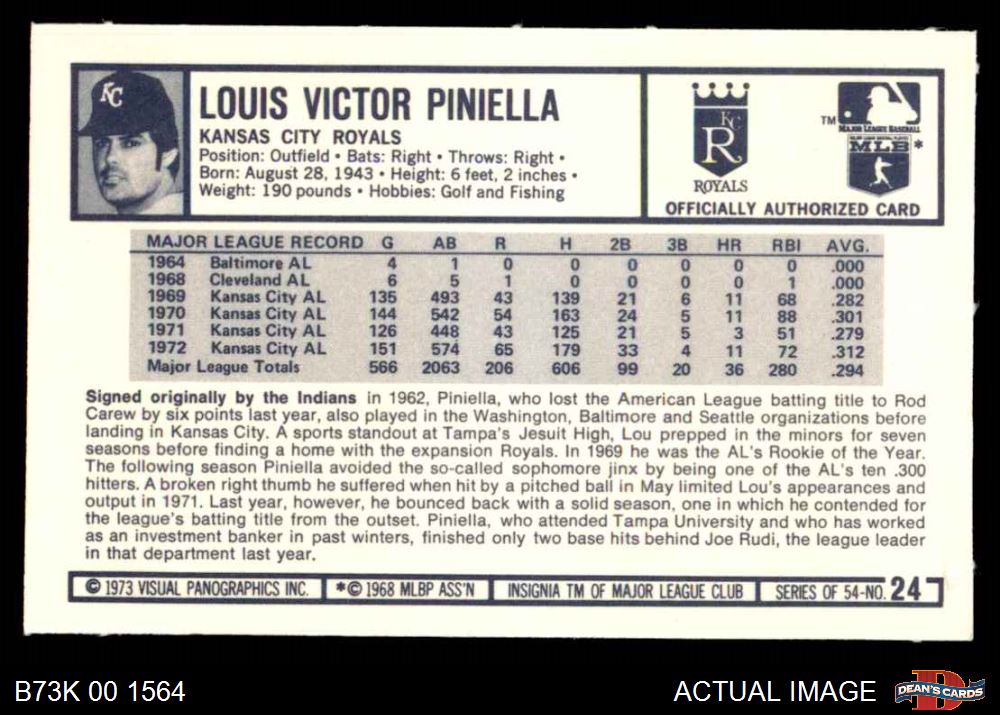 KC
LOUIS VICTOR PINIELLA
KANSAS CITY ROYALS
Position: Outfield • Bats: Right • Throws: Right •
Born: August 28, 1943 • Height: 6 feet, 2 inches •
Weight: 190 pounds • Hobbies: Golf and Fishing
KC
R
ROYALS
TM
MAJOR LEAGUE BASEBALL
MAJOR LEAGUE BASEBALL PLAYERS
MLB *
OFFICIALLY AUTHORIZED CARD
MAJOR LEAGUE RECORD G AB R H 2B 3B HR RBI AVG.
1964 Baltimore AL 4 1 0 0 0 0 0 0 .000
1968 Cleveland AL 6 5 1 0 0 0 0 1 .000
1969 Kansas City AL 135 493 43 139 21 6 11 68 .282
1970 Kansas City AL 144 542 54 163 24 5 11 88 .301
1971 Kansas City AL 126 448 43 125 21 5 3 51 .279
1972 Kansas City AL 151 574 65 179 33 4 11 72 .312
Major League Totals 566 2063 206 606 99 20 36 280 .294
Signed originally by the Indians in 1962, Piniella, who lost the American League batting title to Rod
Carew by six points last year, also played in the Washington, Baltimore and Seattle organizations before
landing in Kansas City. A sports standout at Tampa's Jesuit High, Lou prepped in the minors for seven
seasons before finding a home with the expansion Royals. In 1969 he was the AL's Rookie of the Year.
The following season Piniella avoided the so-called sophomore jinx by being one of the AL's ten .300
hitters. A broken right thumb he suffered when hit by a pitched ball in May limited Lou's appearances and
output in 1971. Last year, however, he bounced back with a solid season, one in which he contended for
the league's batting title from the outset. Piniella, who attended Tampa University and who has worked
as an investment banker in past winters, finished only two base hits behind Joe Rudi, the league leader
in that department last year.
© 1973 VISUAL PANOGRAPHICS INC. *© 1968 MLBP ASS'N INSIGNIA TM OF MAJOR LEAGUE CLUB SERIES OF 54-NO. 24
B73K 00 1564
ACTUAL IMAGE
DEAN'S CARDS